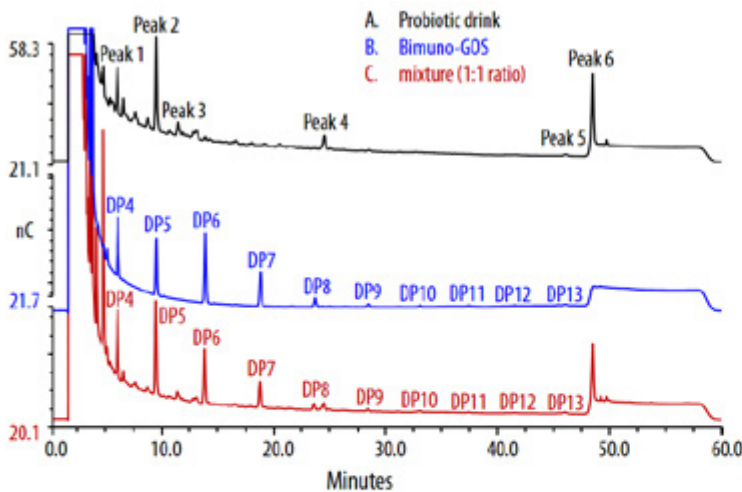 A. Probiotic drink
B. Bimuno-GOS
C. mixture (1:1 ratio)
58.3
Peak 1
Peak 2
Peak 3
Peak 4
Peak 5
Peak 6
21.1
nC
DP4
DP5
DP6
DP7
DP8
DP9
DP10
DP11
DP12
DP13
21.7
DP4
DP5
DP6
DP7
DP8
DP9
DP10
DP11
DP12
DP13
20.1
0.0 10.0 20.0 30.0 40.0 50.0 60.0
Minutes